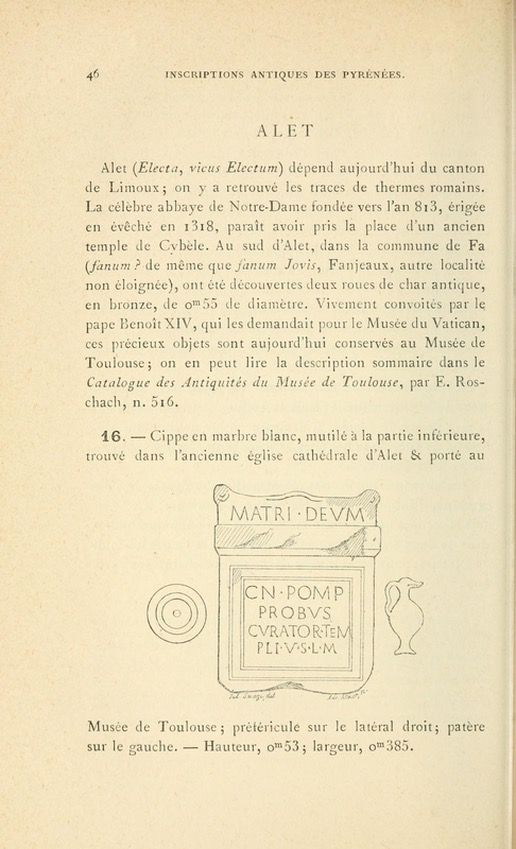 46 INSCRIPTIONS ANTIQUES DES PYRÉNÉES.
ALET
Alet (Electa, vicus Electum) dépend aujourd'hui du canton
de Limoux; on y a retrouvé les traces de thermes romains.
La célèbre abbaye de Notre-Dame fondée vers l'an 813, érigée
en évêché en 1318, paraît avoir pris la place d'un ancien
temple de Cybèle. Au sud d'Alet, dans la commune de Fa
(fanum? de même que fanum Jovis, Fanjeaux, autre localité
non éloignée), ont été découvertes deux roues de char antique,
en bronze, de 0ᵐ55 de diamètre. Vivement convoités par le
pape Benoît XIV, qui les demandait pour le Musée du Vatican,
ces précieux objets sont aujourd'hui conservés au Musée de
Toulouse; on en peut lire la description sommaire dans le
Catalogue des Antiquités du Musée de Toulouse, par E. Ros-
chach, n. 516.
16. — Cippe en marbre blanc, mutilé à la partie inférieure,
trouvé dans l'ancienne église cathédrale d'Alet & porté au
MATRI · DEVM
CN · POMP
PROBVS
CVRATOR·TEM
PLI·V·S·L·M
Musée de Toulouse; préféricule sur le latéral droit; patère
sur le gauche. — Hauteur, 0ᵐ53; largeur, 0ᵐ385.